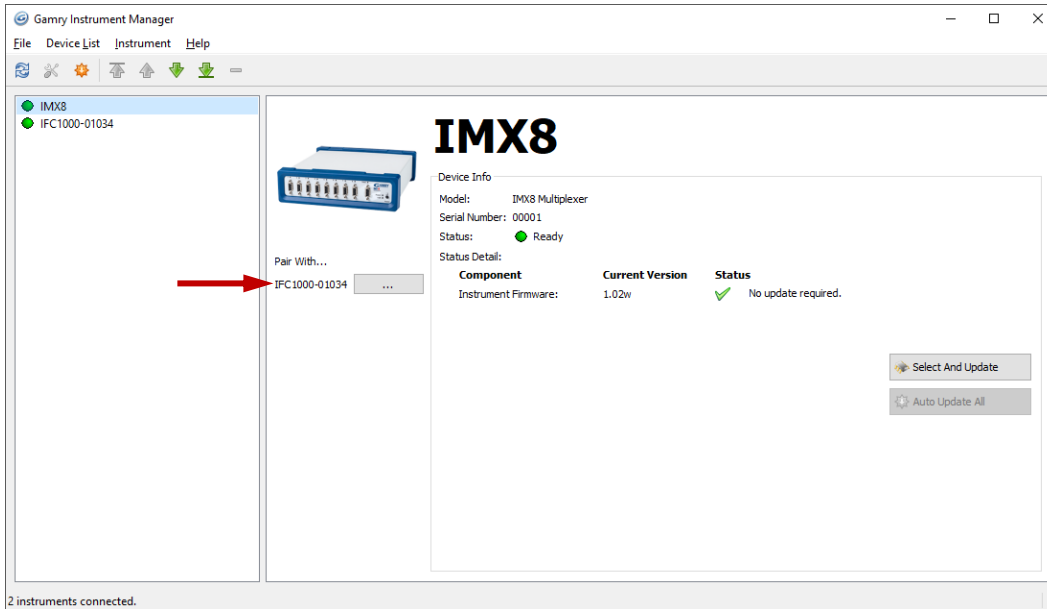 Gamry Instrument Manager
File Device List Instrument Help
IMX8
IFC1000-01034
IMX8
Device Info
Model: IMX8 Multiplexer
Serial Number: 00001
Status: Ready
Status Detail:
Component Current Version Status
Instrument Firmware: 1.02w No update required.
Pair With...
IFC1000-01034 ...
Select And Update
Auto Update All
2 instruments connected.